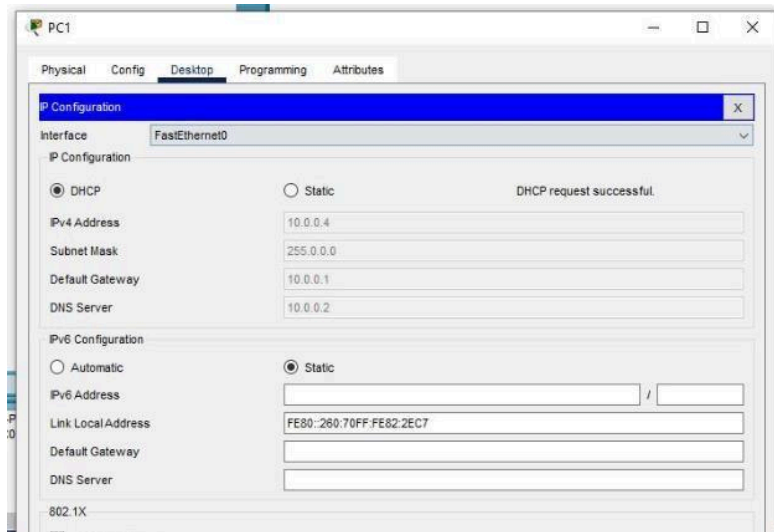 PC1
Physical Config Desktop Programming Attributes
IP Configuration X
Interface FastEthernet0
IP Configuration
DHCP Static DHCP request successful.
IPv4 Address 10.0.0.4
Subnet Mask 255.0.0.0
Default Gateway 10.0.0.1
DNS Server 10.0.0.2
IPv6 Configuration
Automatic Static
IPv6 Address /
Link Local Address FE80::260:70FF:FE82:2EC7
Default Gateway
DNS Server
802.1X